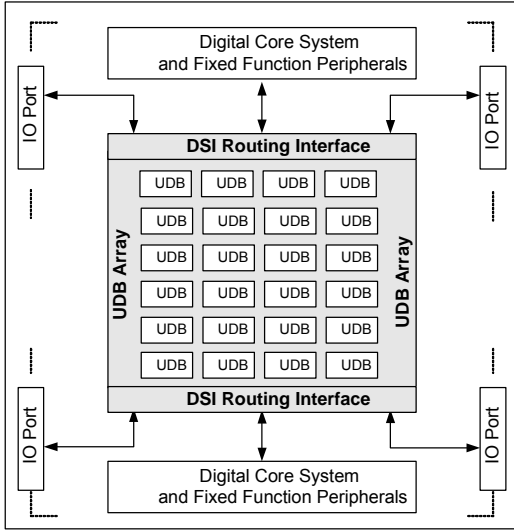 Digital Core System
and Fixed Function Peripherals
IO Port
IO Port
DSI Routing Interface
UDB Array
UDB Array
UDB UDB UDB UDB
UDB UDB UDB UDB
UDB UDB UDB UDB
UDB UDB UDB UDB
UDB UDB UDB UDB
UDB UDB UDB UDB
DSI Routing Interface
IO Port
IO Port
Digital Core System
and Fixed Function Peripherals